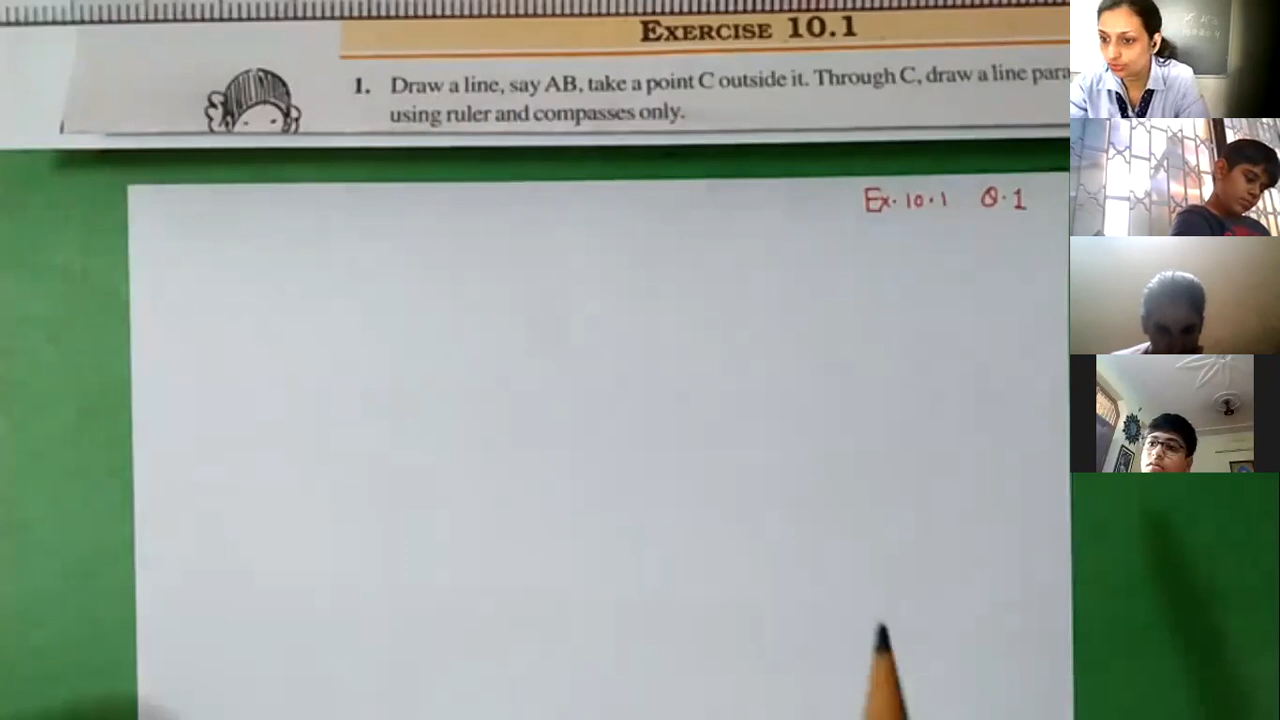 EXERCISE 10.1
1. Draw a line, say AB, take a point C outside it. Through C, draw a line para
using ruler and compasses only.
Ex. 10.1 Q.1